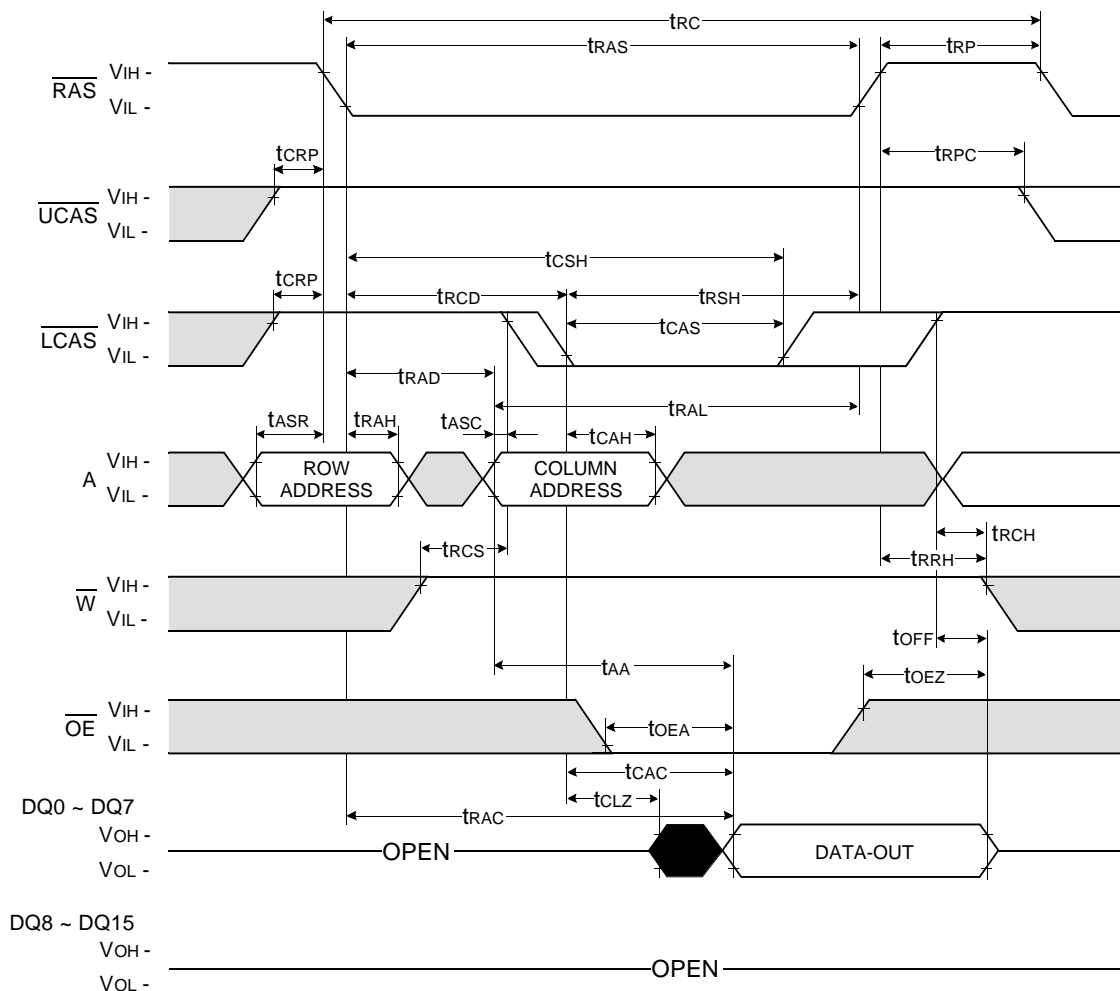 tRC
tRAS
tRP
RAS
VIH -
VIL -
tCRP
tRPC
UCAS
VIH -
VIL -
tCSH
tCRP
tRCD
tRSH
LCAS
VIH -
VIL -
tCAS
tRAD
tRAL
tASR
tRAH
tASC
tCAH
A
VIH -
VIL -
ROW
ADDRESS
COLUMN
ADDRESS
tRCH
tRCS
tRRH
W
VIH -
VIL -
tOFF
tAA
tOEZ
OE
VIH -
VIL -
tOEA
tCAC
tCLZ
tRAC
DQ0 ~ DQ7
VOH -
VOL -
OPEN
DATA-OUT
DQ8 ~ DQ15
VOH -
VOL -
OPEN